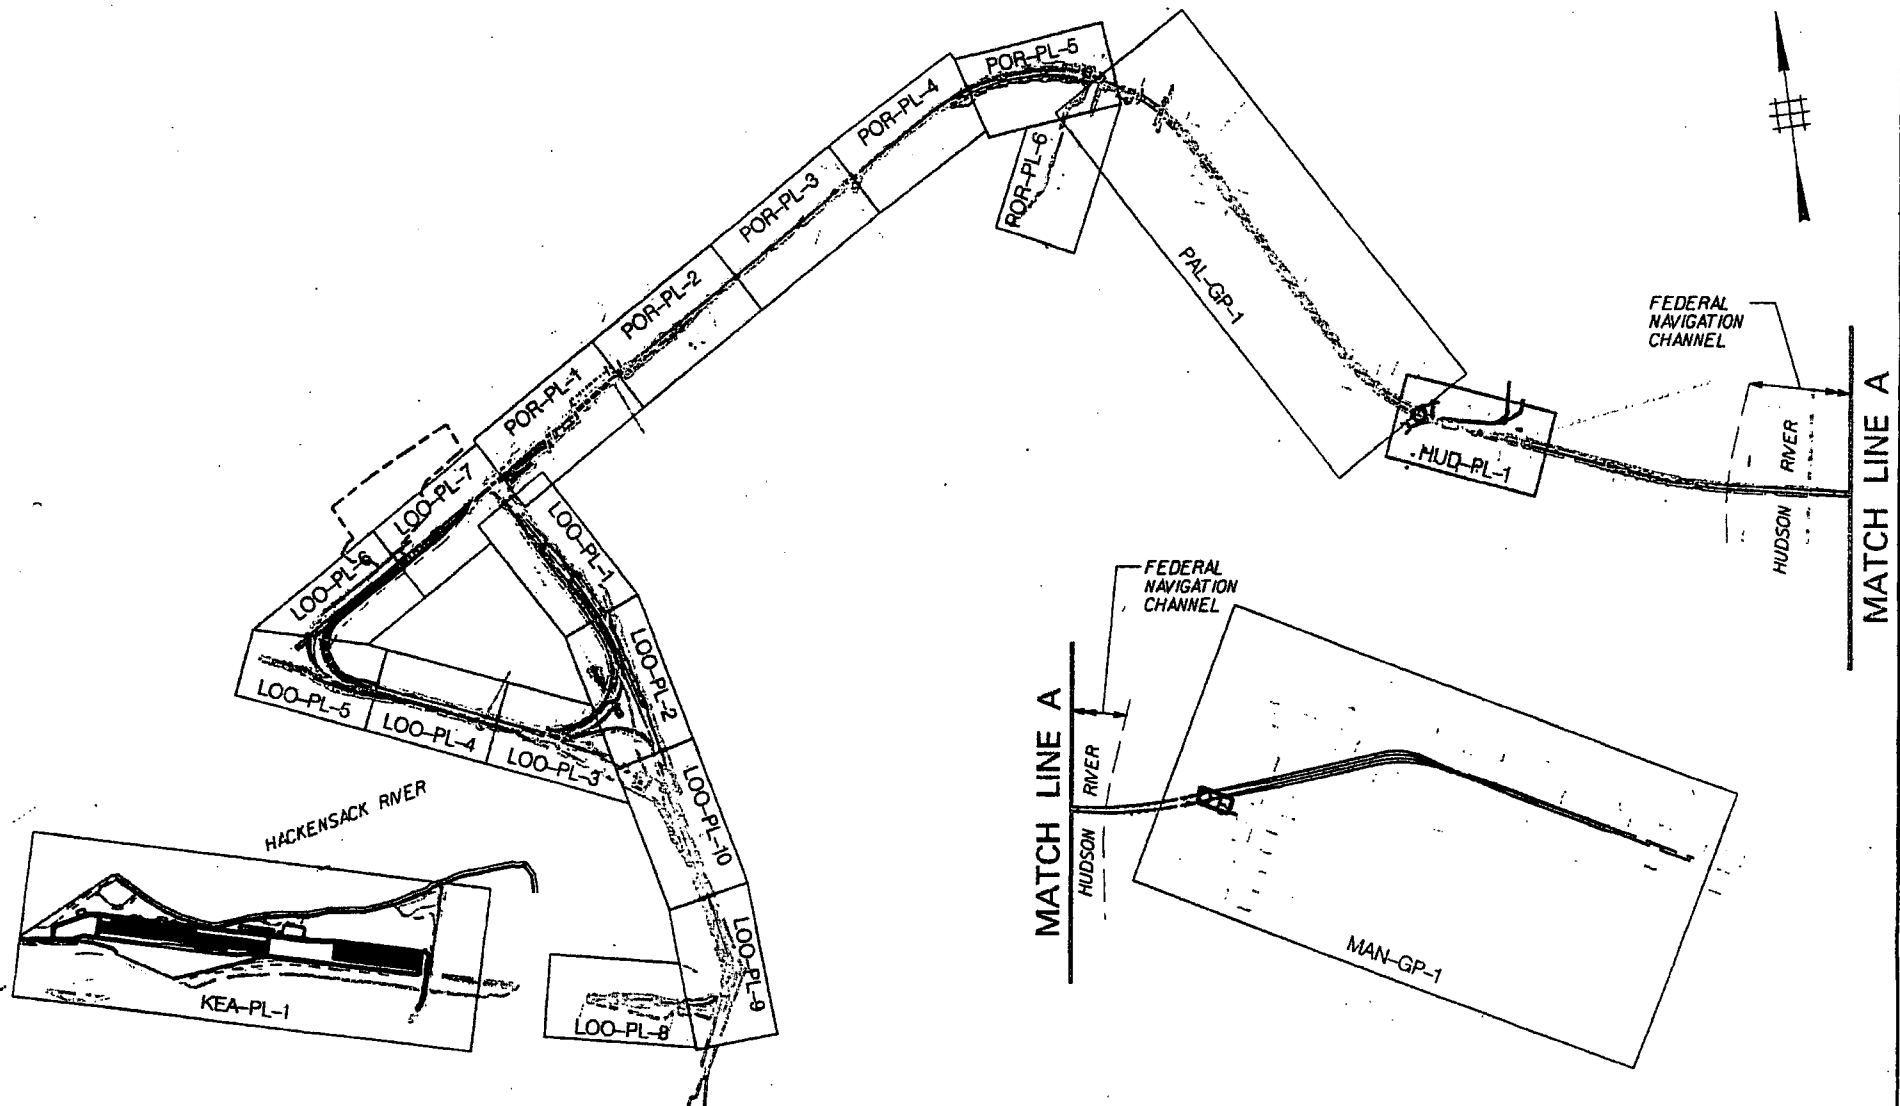 POR-PL-5
POR-PL-4
POR-PL-6
POR-PL-3
POR-PL-2
PAL-GP-1
POR-PL-1
FEDERAL
NAVIGATION
CHANNEL
HUD-PL-1
HUDSON RIVER
MATCH LINE A
LOO-PL-7
LOO-PL-6
LOO-PL-1
LOO-PL-2
LOO-PL-5
LOO-PL-4
LOO-PL-3
LOO-PL-10
HACKENSACK RIVER
KEA-PL-1
LOO-PL-8
LOO-PL-9
FEDERAL
NAVIGATION
CHANNEL
MATCH LINE A
HUDSON RIVER
MAN-GP-1